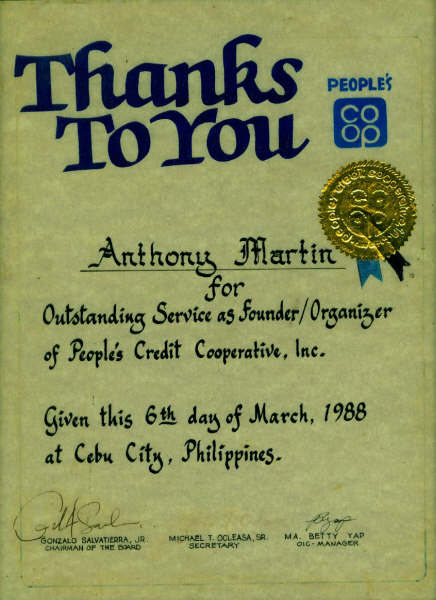 Thanks
To You
PEOPLE'S
CO
OP
Anthony Martin
for
Outstanding Service as Founder/Organizer
of People's Credit Cooperative, Inc.
Given this 6th day of March, 1988
at Cebu City, Philippines.
GONZALO SALVATIERRA, JR. MICHAEL T. OCLEASA, SR. MA. BETTY YAP
CHAIRMAN OF THE BOARD SECRETARY OIC-MANAGER